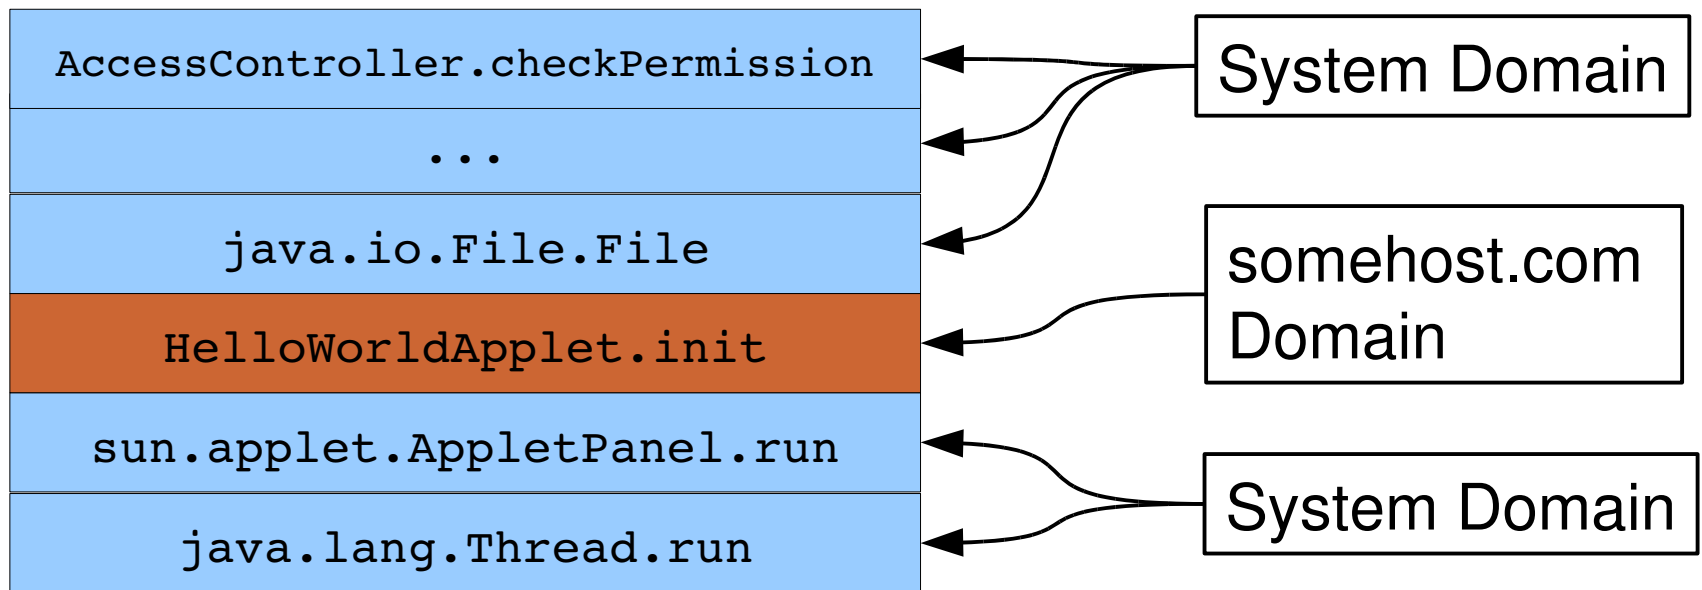 AccessController.checkPermission
...
java.io.File.File
HelloWorldApplet.init
sun.applet.AppletPanel.run
java.lang.Thread.run
System Domain
somehost.com
Domain
System Domain